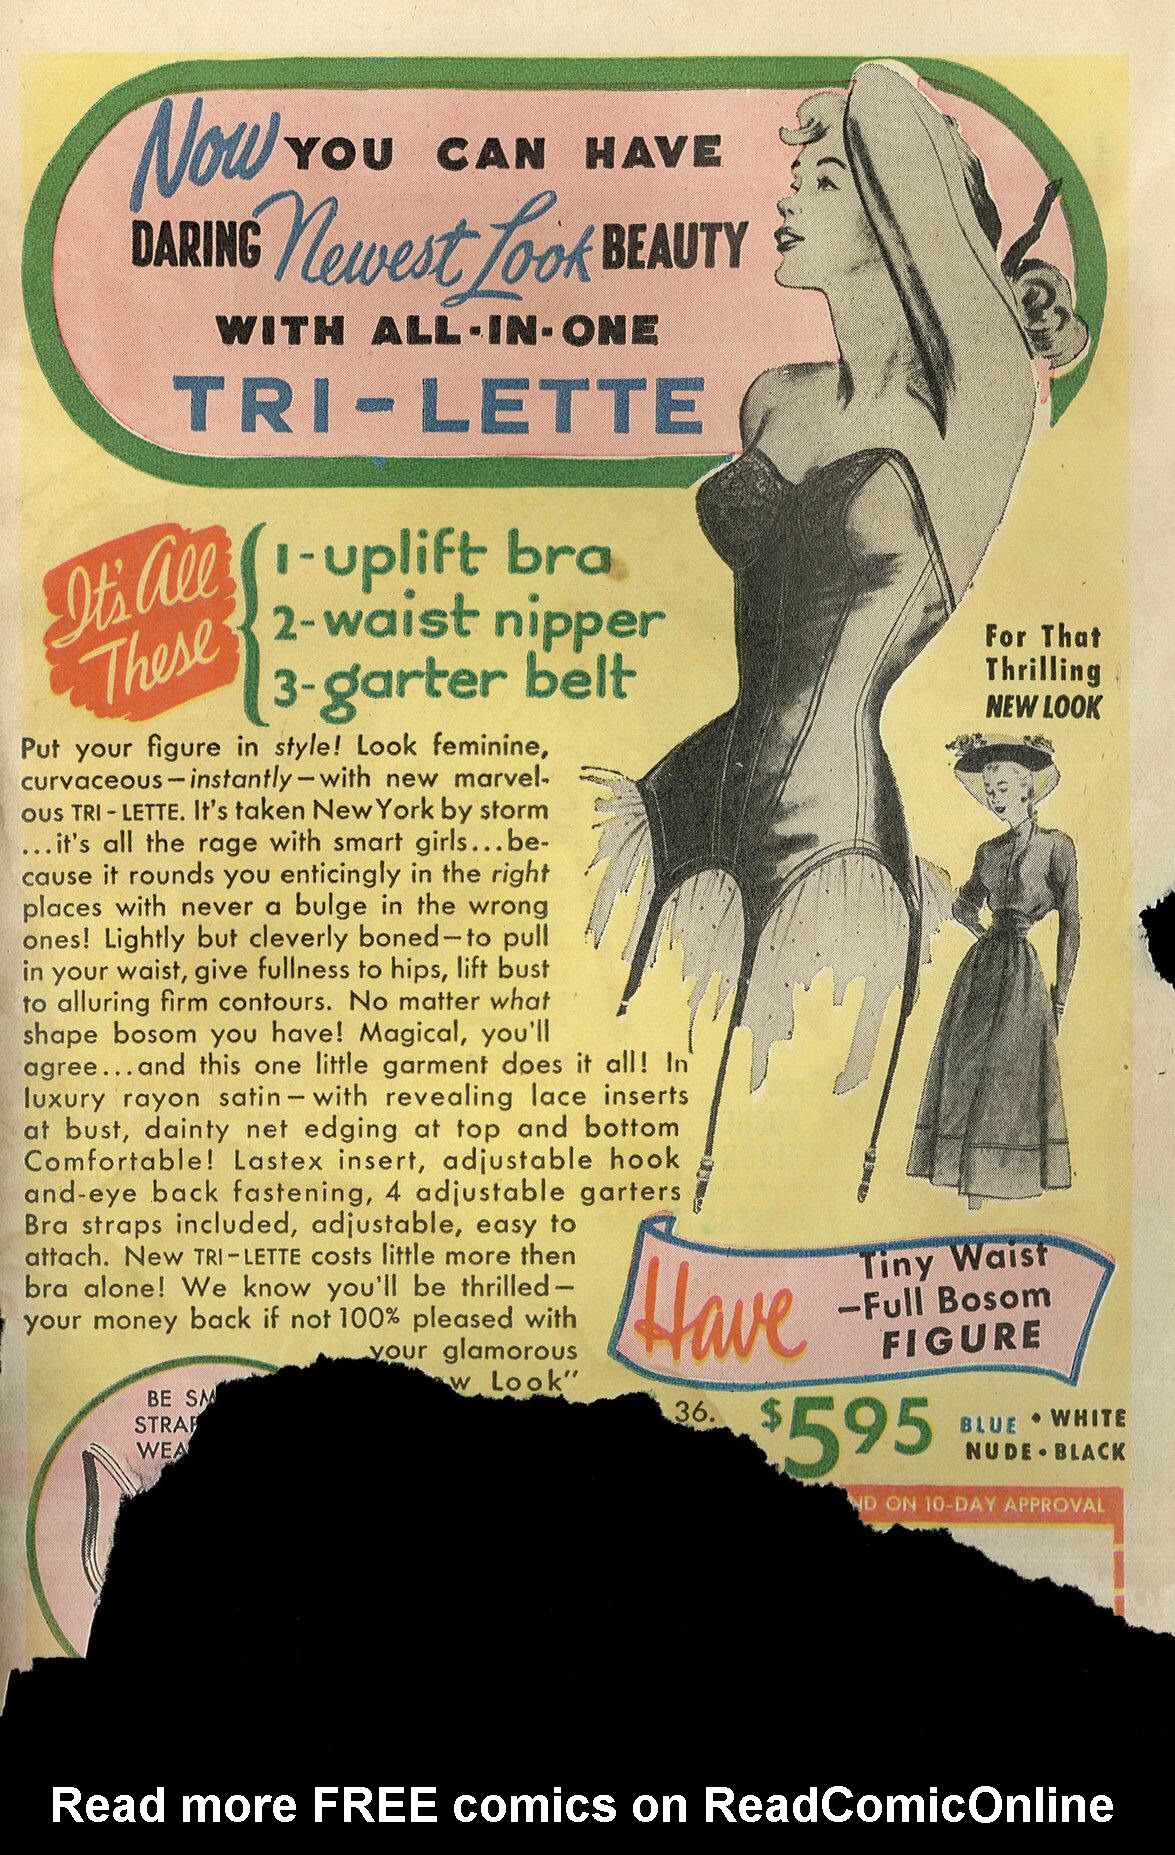 Now YOU CAN HAVE
DARING Newest Look BEAUTY
WITH ALL-IN-ONE
TRI-LETTE
It's All
These
1-uplift bra
2-waist nipper
3-garter belt
For That
Thrilling
NEW LOOK
Put your figure in style! Look feminine,
curvaceous—instantly—with new marvel-
ous TRI-LETTE. It's taken New York by storm
...it's all the rage with smart girls...be-
cause it rounds you enticingly in the right
places with never a bulge in the wrong
ones! Lightly but cleverly boned—to pull
in your waist, give fullness to hips, lift bust
to alluring firm contours. No matter what
shape bosom you have! Magical, you'll
agree...and this one little garment does it all! In
luxury rayon satin—with revealing lace inserts
at bust, dainty net edging at top and bottom
Comfortable! Lastex insert, adjustable hook
and-eye back fastening, 4 adjustable garters
Bra straps included, adjustable, easy to
attach. New TRI-LETTE costs little more then
bra alone! We know you'll be thrilled—
your money back if not 100% pleased with
your glamorous
Look"
Have Tiny Waist
—Full Bosom
FIGURE
BE
36.
$5.95
BLUE • WHITE
NUDE • BLACK
ON 10-DAY APPROVAL
Read more FREE comics on ReadComicOnline